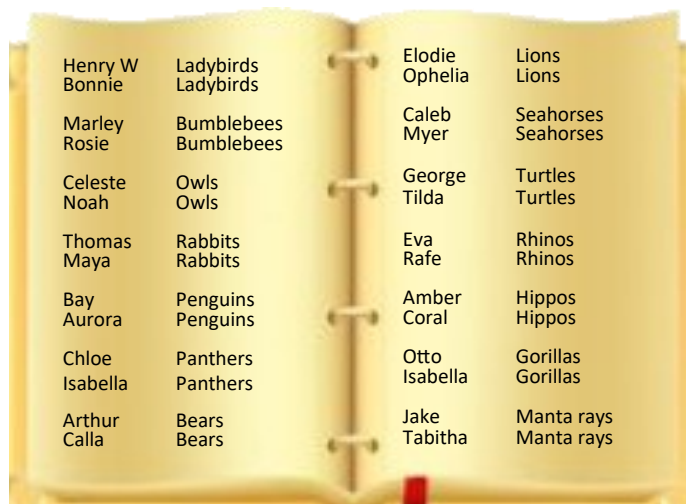 Henry W Ladybirds
Bonnie Ladybirds
Marley Bumblebees
Rosie Bumblebees
Celeste Owls
Noah Owls
Thomas Rabbits
Maya Rabbits
Bay Penguins
Aurora Penguins
Chloe Panthers
Isabella Panthers
Arthur Bears
Calla Bears
Elodie Lions
Ophelia Lions
Caleb Seahorses
Myer Seahorses
George Turtles
Tilda Turtles
Eva Rhinos
Rafe Rhinos
Amber Hippos
Coral Hippos
Otto Gorillas
Isabella Gorillas
Jake Manta rays
Tabitha Manta rays